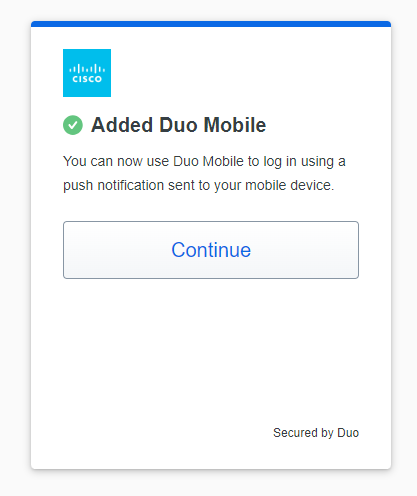 CISCO
Added Duo Mobile
You can now use Duo Mobile to log in using a
push notification sent to your mobile device.
Continue
Secured by Duo